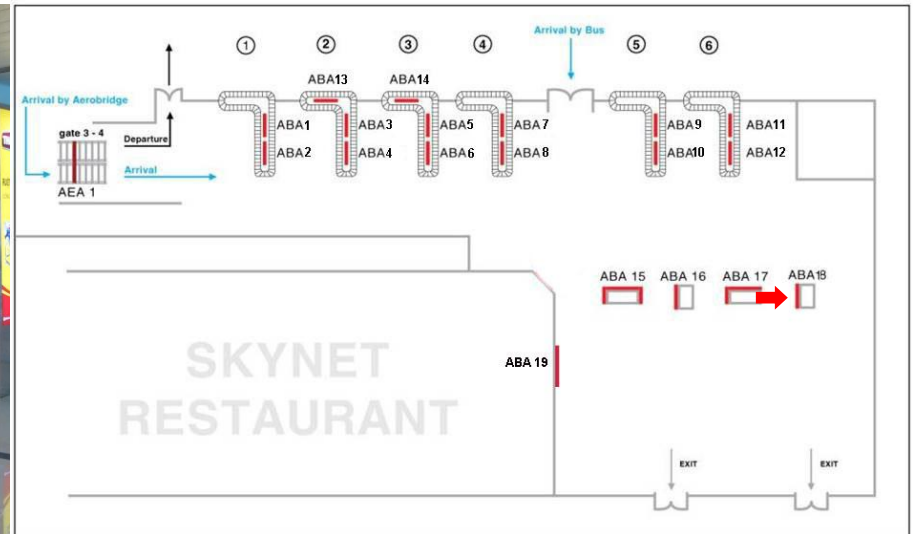 ① ② ③ ④ Arrival by Bus ⑤ ⑥
ABA13 ABA14
Arrival by Aerobridge
gate 3 - 4
Departure
ABA1 ABA3 ABA5 ABA7 ABA9 ABA11
ABA2 ABA4 ABA6 ABA8 ABA10 ABA12
Arrival
AEA 1
ABA 15 ABA 16 ABA 17 ABA18
ABA 19
SKYNET
RESTAURANT
EXIT EXIT